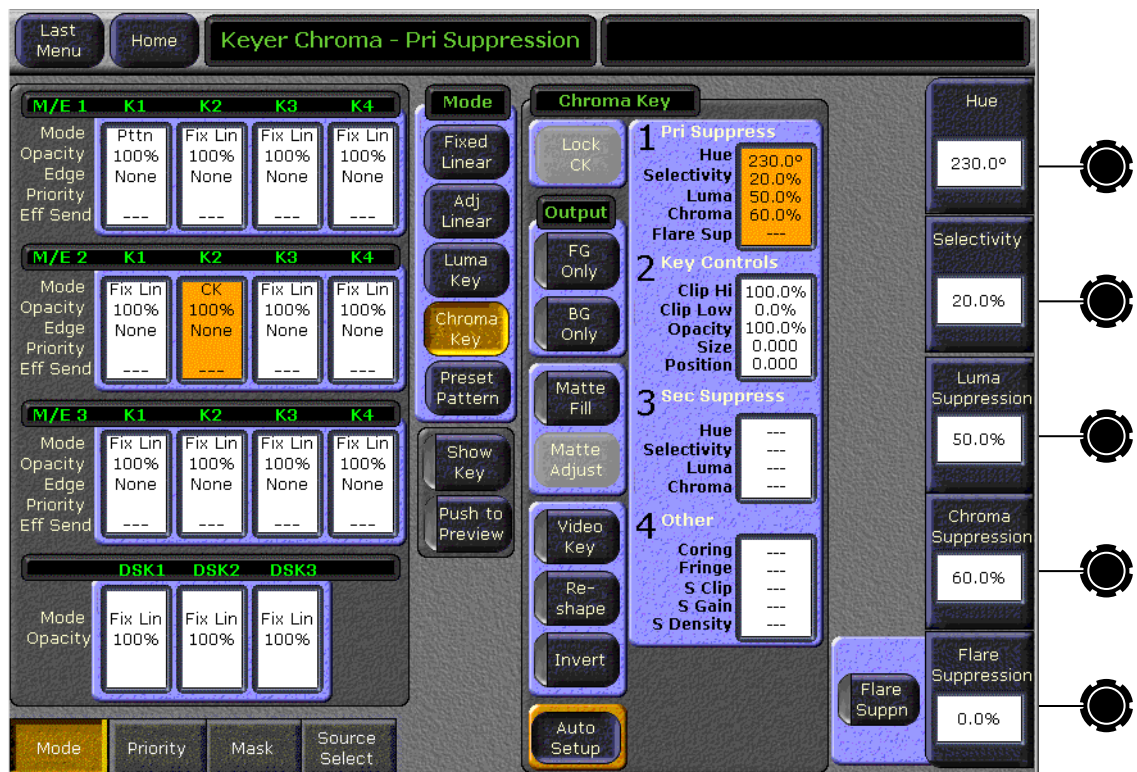 Last Menu
Home
Keyer Chroma - Pri Suppression
M/E 1 K1 K2 K3 K4
Mode Pttn Fix Lin Fix Lin Fix Lin
Opacity 100% 100% 100% 100%
Edge None None None None
Priority
Eff Send --- --- --- ---
M/E 2 K1 K2 K3 K4
Mode Fix Lin CK Fix Lin Fix Lin
Opacity 100% 100% 100% 100%
Edge None None None None
Priority
Eff Send --- --- --- ---
M/E 3 K1 K2 K3 K4
Mode Fix Lin Fix Lin Fix Lin Fix Lin
Opacity 100% 100% 100% 100%
Edge None None None None
Priority
Eff Send --- --- --- ---
DSK1 DSK2 DSK3
Mode Fix Lin Fix Lin Fix Lin
Opacity 100% 100% 100%
Mode
Priority
Mask
Source Select
Mode
Fixed Linear
Adj Linear
Luma Key
Chroma Key
Preset Pattern
Show Key
Push to Preview
Chroma Key
Lock CK
Output
FG Only
BG Only
Matte Fill
Matte Adjust
Video Key
Re-shape
Invert
Auto Setup
1 Pri Suppress
Hue 230.0º
Selectivity 20.0%
Luma 50.0%
Chroma 60.0%
Flare Sup ---
2 Key Controls
Clip Hi 100.0%
Clip Low 0.0%
Opacity 100.0%
Size 0.000
Position 0.000
3 Sec Suppress
Hue ---
Selectivity ---
Luma ---
Chroma ---
4 Other
Coring ---
Fringe ---
S Clip ---
S Gain ---
S Density ---
Flare Suppn
Hue
230.0º
Selectivity
20.0%
Luma Suppression
50.0%
Chroma Suppression
60.0%
Flare Suppression
0.0%